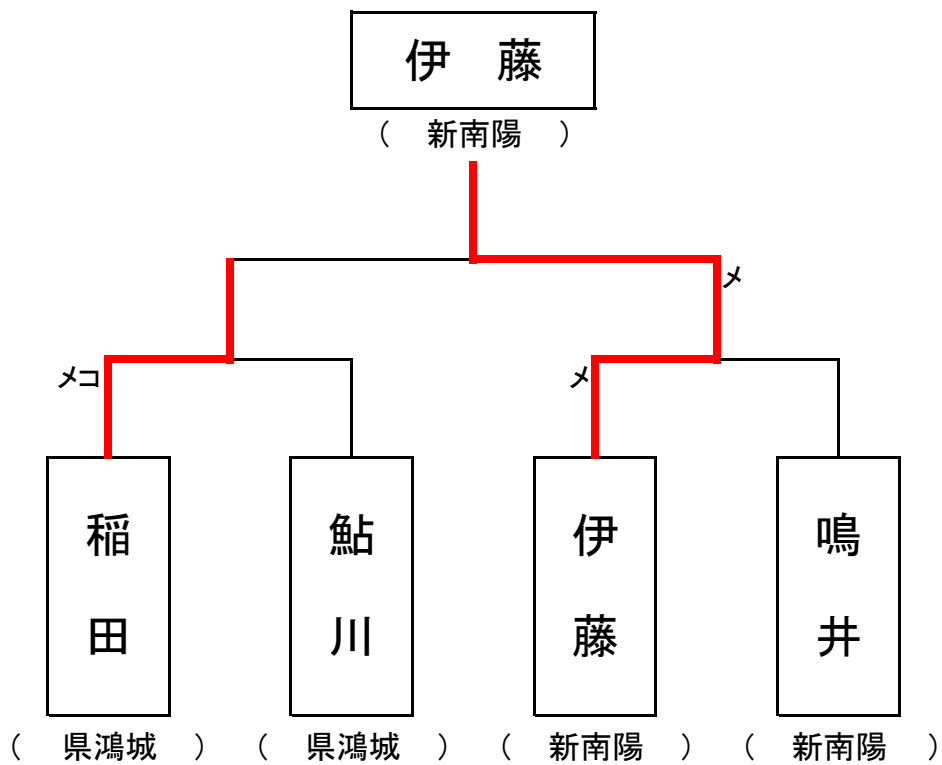 伊 藤
（ 新南陽 ）
メ
メコ
メ
稲田
鮎川
伊藤
鳴井
（ 県鴻城 ） （ 県鴻城 ） （ 新南陽 ） （ 新南陽 ）